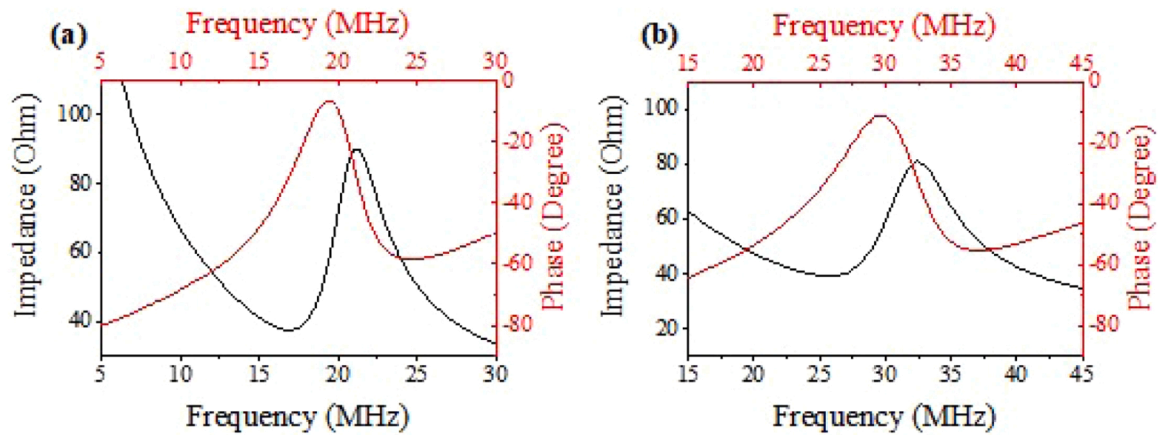 (a)
Frequency (MHz)
5 10 15 20 25 30
Impedance (Ohm)
100
80
60
40
0
-20
-40
-60
-80
Phase (Degree)
5 10 15 20 25 30
Frequency (MHz)
(b)
Frequency (MHz)
15 20 25 30 35 40 45
Impedance (Ohm)
100
80
60
40
20
0
-20
-40
-60
-80
Phase (Degree)
15 20 25 30 35 40 45
Frequency (MHz)